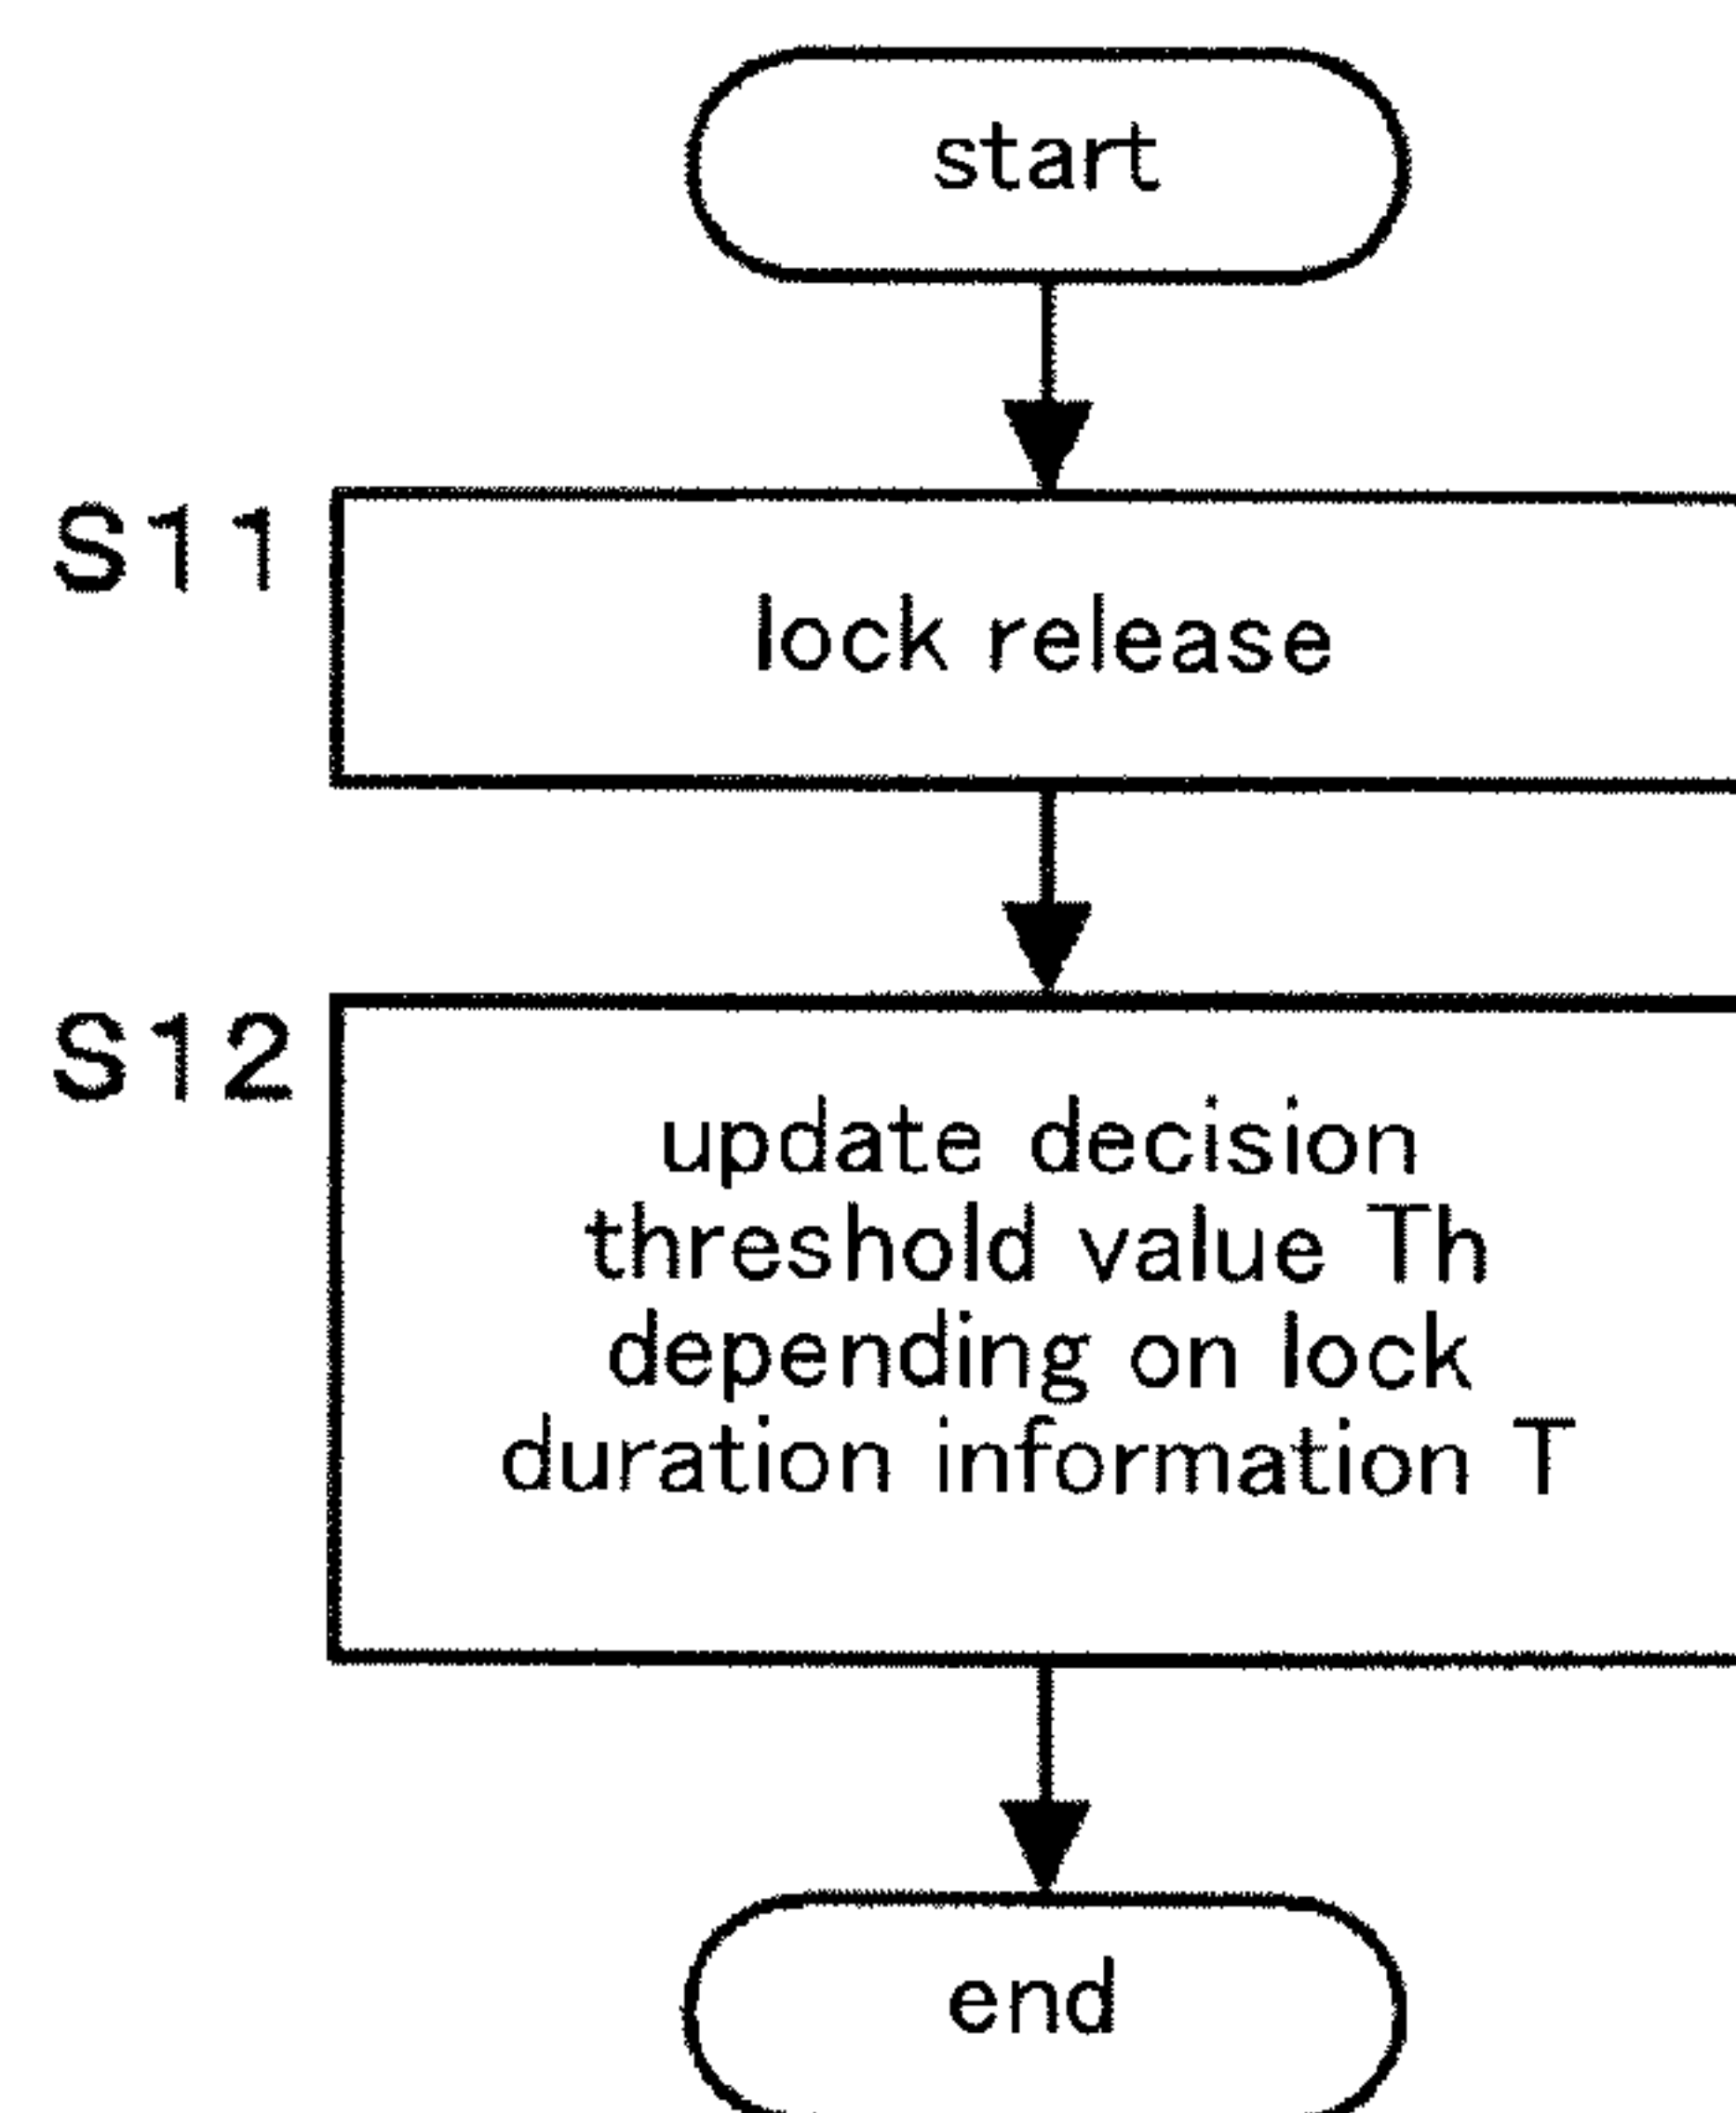 start
S11
lock release
S12
update decision
threshold value Th
depending on lock
duration information T
end